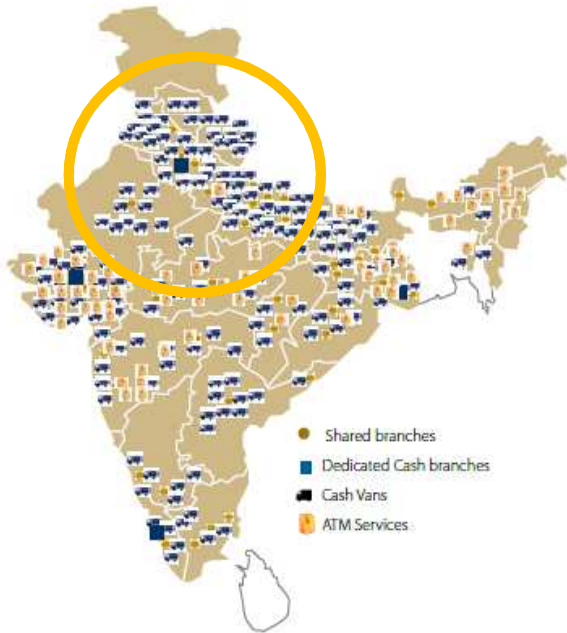 Shared branches
Dedicated Cash branches
Cash Vans
ATM Services